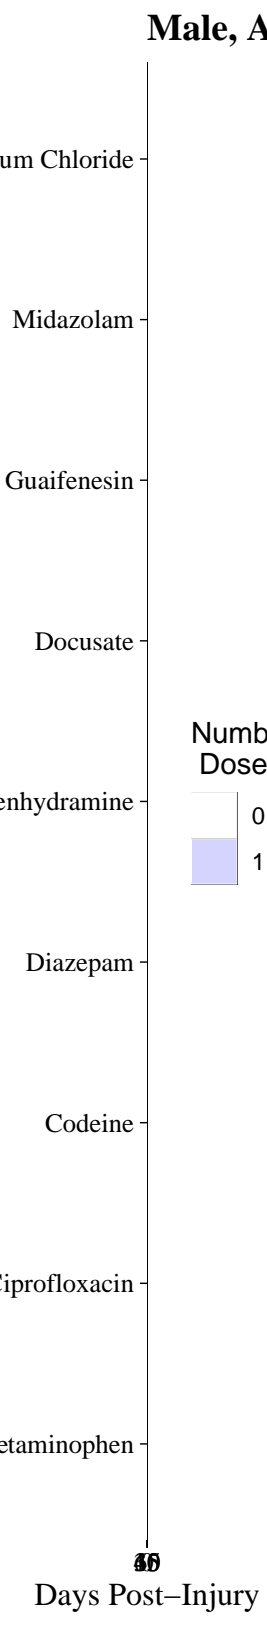 Male, A
um Chloride
Midazolam
Guaifenesin
Docusate
Numb
Dose
enhydramine
0
1
Diazepam
Codeine
Ciprofloxacin
etaminophen
Days Post−Injury